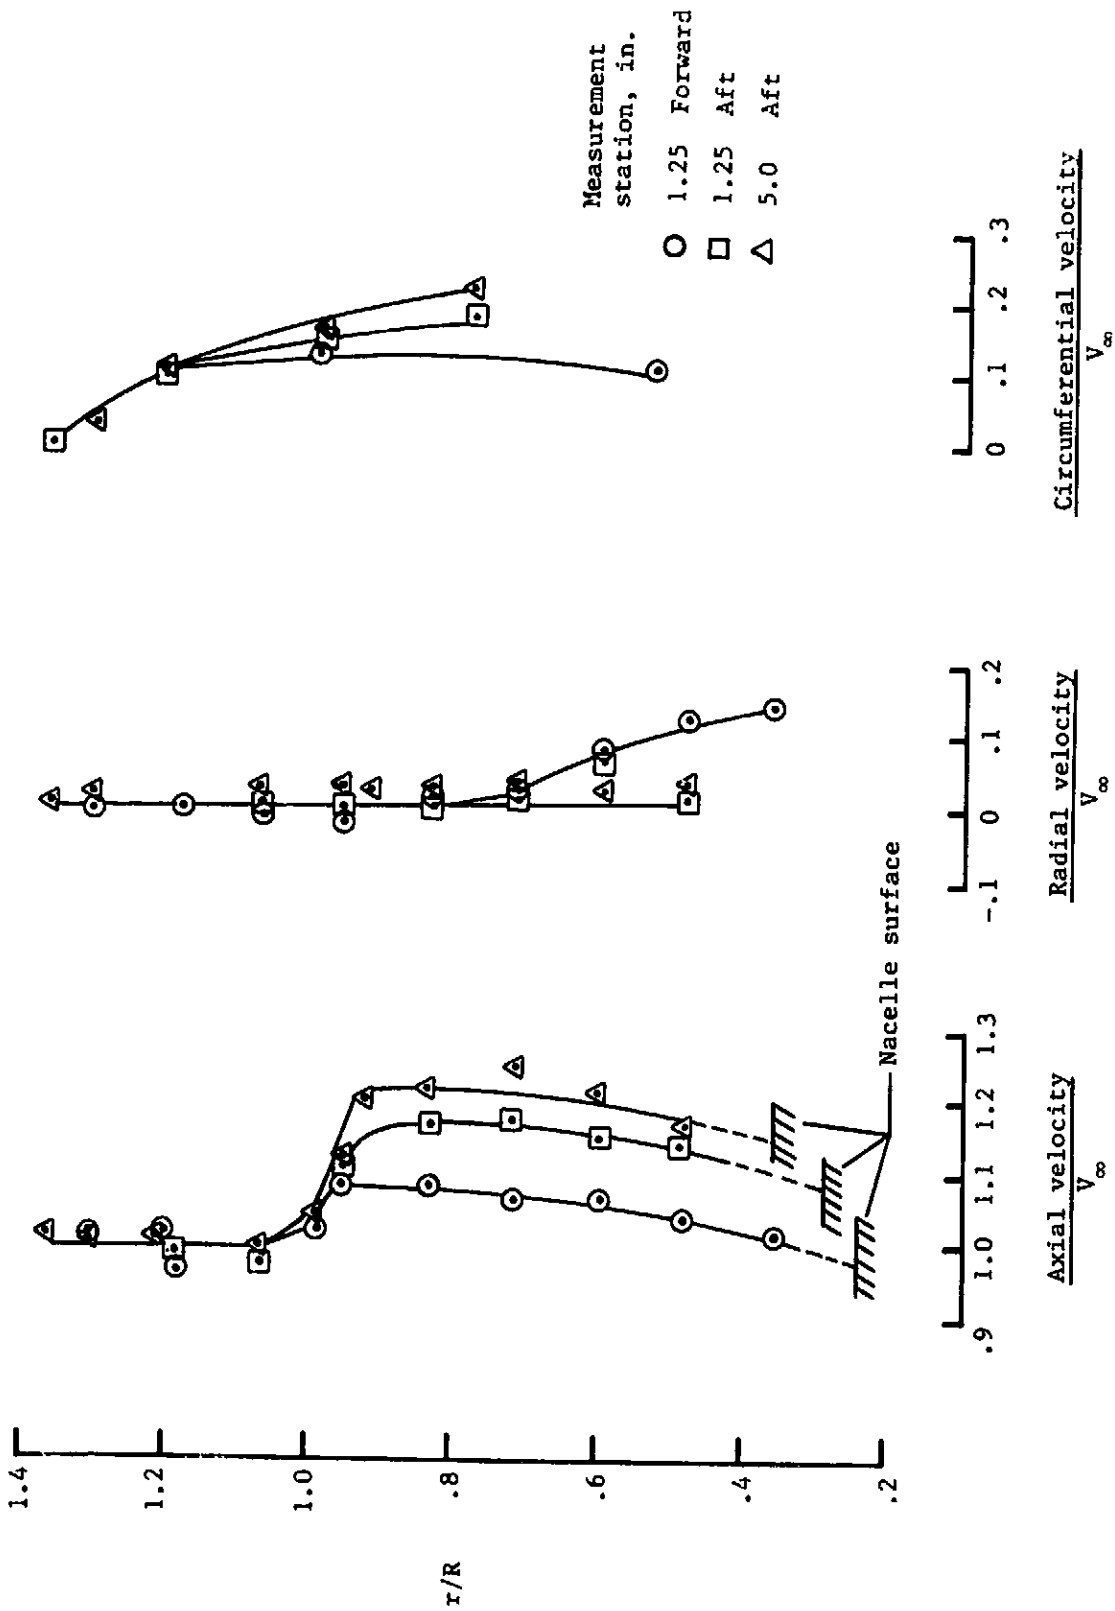 r/R
1.4
1.2
1.0
.8
.6
.4
.2
.9 1.0 1.1 1.2 1.3
Axial velocity
V∞
Nacelle surface
-.1 0 .1 .2
Radial velocity
V∞
0 .1 .2 .3
Circumferential velocity
V∞
Measurement
station, in.
1.25 Forward
1.25 Aft
5.0 Aft